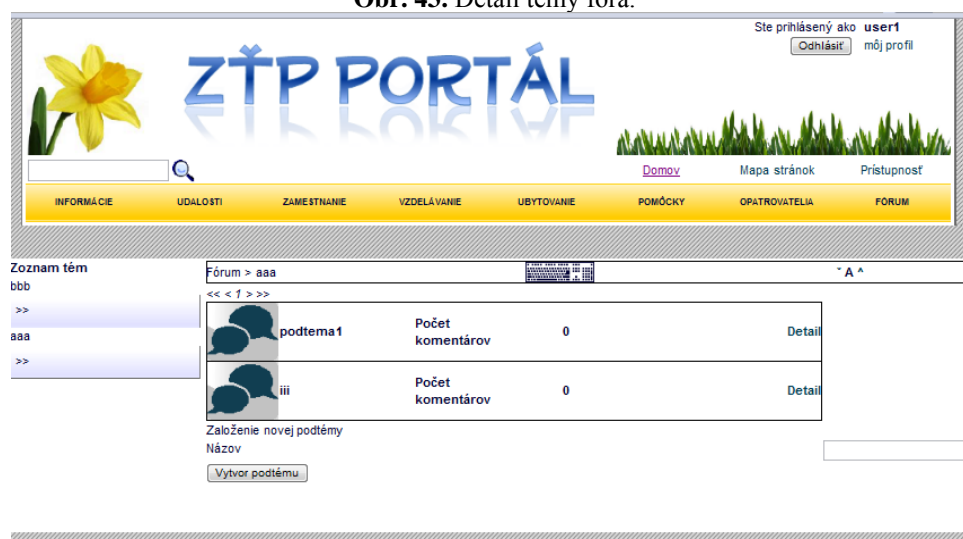 Obr. 43. Detail témy fóra.
Ste prihlásený ako user1
Odhlásiť môj profil
ZŤP PORTÁL
Domov Mapa stránok Prístupnosť
INFORMÁCIE UDALOSTI ZAMESTNANIE VZDELÁVANIE UBYTOVANIE POMÔCKY OPATROVATELIA FÓRUM
Zoznam tém
bbb
>>
aaa
>>
Fórum > aaa
ˇ A ^
<< < 1 > >>
podtema1 Počet komentárov 0 Detail
iii Počet komentárov 0 Detail
Založenie novej podtémy
Názov
Vytvor podtému